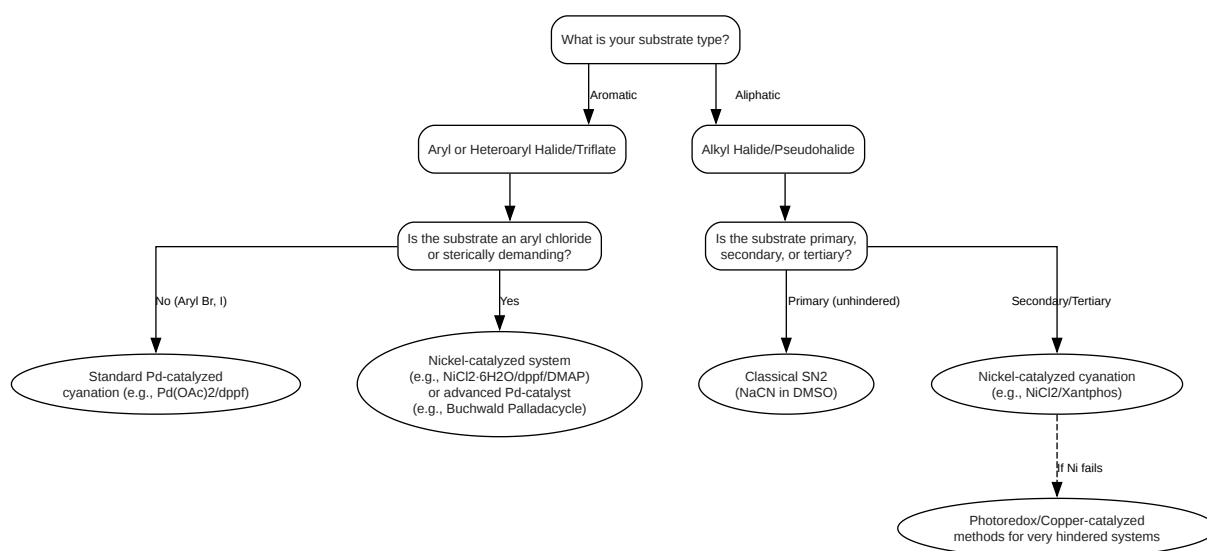 What is your substrate type?
Aromatic
Aliphatic
Aryl or Heteroaryl Halide/Triflate
Alkyl Halide/Pseudohalide
Is the substrate an aryl chloride
or sterically demanding?
Is the substrate primary,
secondary, or tertiary?
No (Aryl Br, I)
Yes
Primary (unhindered)
Secondary/Tertiary
Standard Pd-catalyzed
cyanation (e.g., Pd(OAc)2/dppf)
Nickel-catalyzed system
(e.g., NiCl2·6H2O/dppf/DMAP)
or advanced Pd-catalyst
(e.g., Buchwald Palladacycle)
Classical SN2
(NaCN in DMSO)
Nickel-catalyzed cyanation
(e.g., NiCl2/Xantphos)
If Ni fails
Photoredox/Copper-catalyzed
methods for very hindered systems